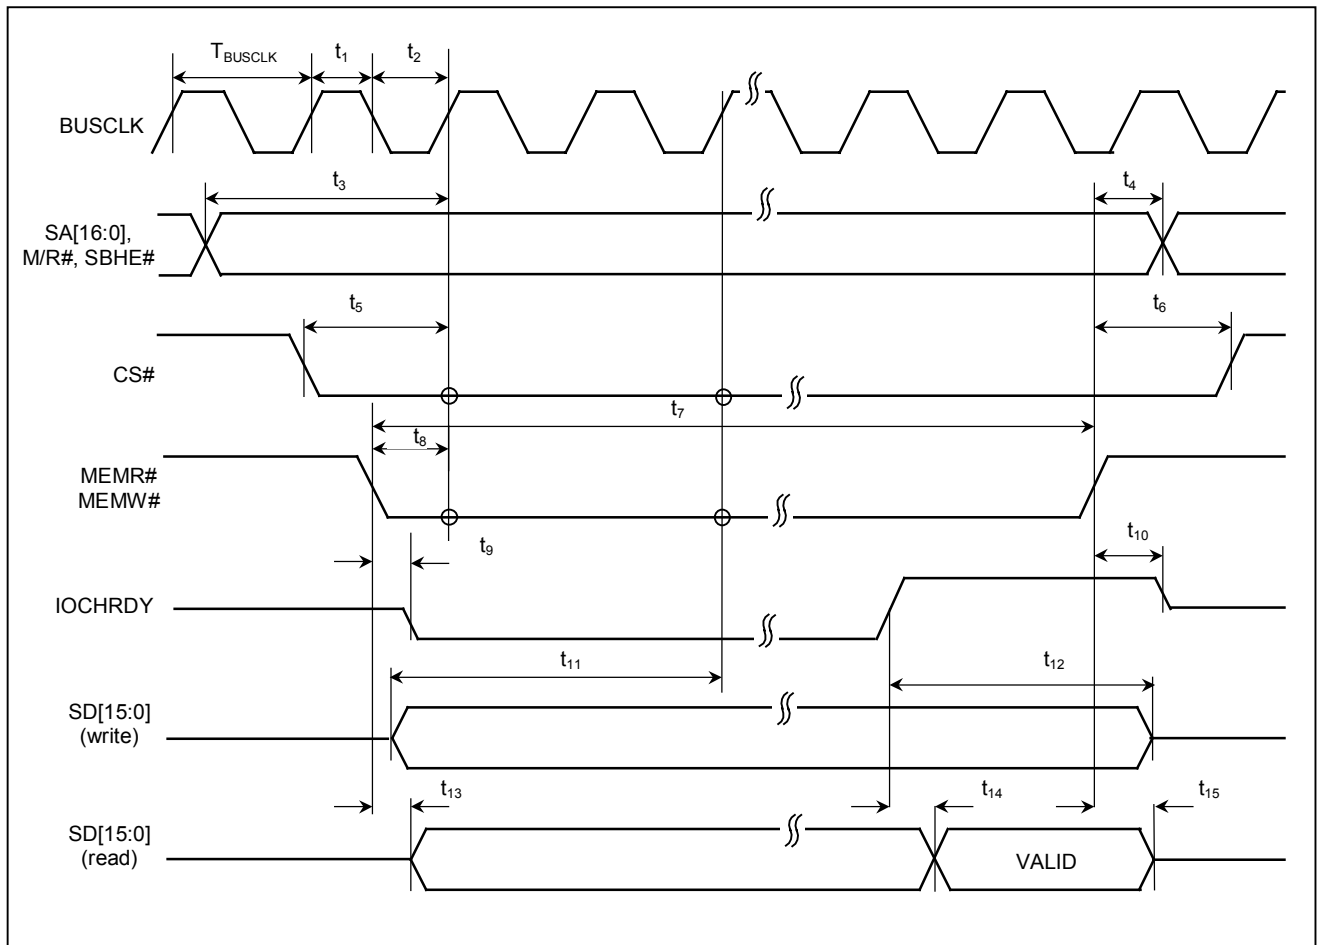 T_BUSCLK t₁ t₂
BUSCLK
t₃ t₄
SA[16:0],
M/R#, SBHE#
t₅ t₆
CS#
t₇
t₈
MEMR#
MEMW#
t₉ t₁₀
IOCHRDY
t₁₁ t₁₂
SD[15:0]
(write)
t₁₃ t₁₄ t₁₅
SD[15:0]
(read)
VALID